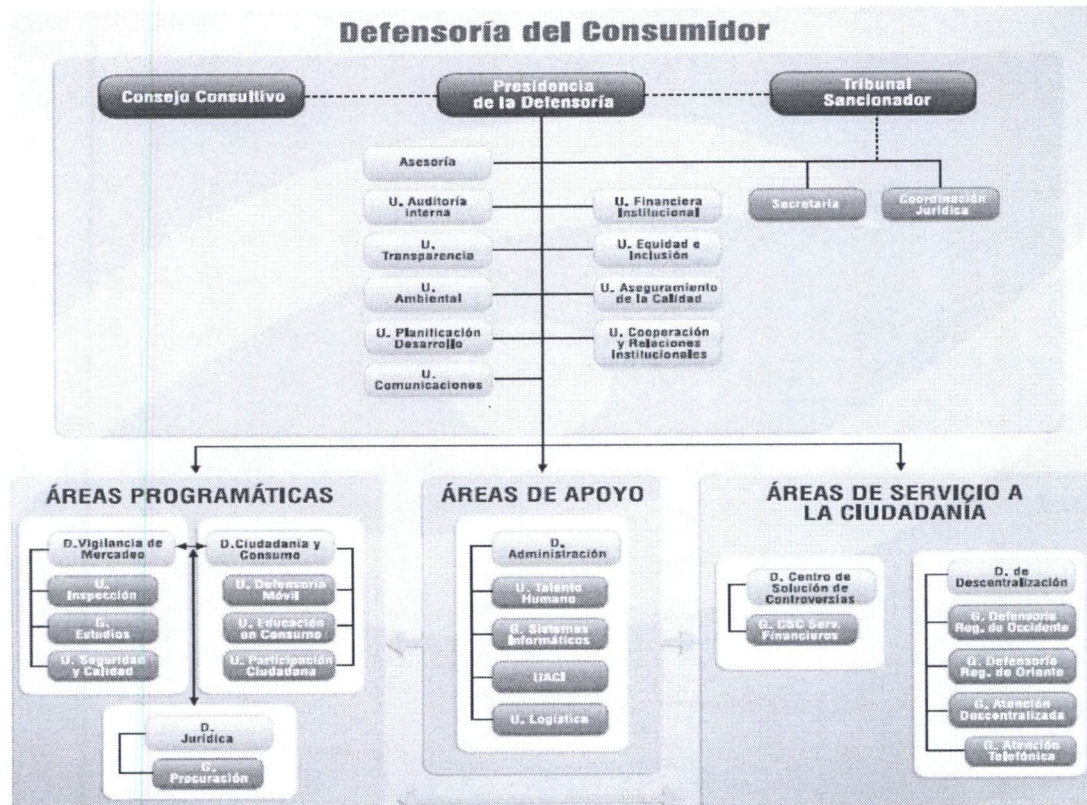 Defensoría del Consumidor
Consejo Consultivo
Presidencia
de la Defensoría
Tribunal
Sancionador
Asesoría
U. Auditoría
Interna
U. Financiera
Institucional
Secretaría
Coordinación
Jurídica
U.
Transparencia
U. Equidad e
Inclusión
U.
Ambiental
U. Aseguramiento
de la Calidad
U. Planificación
Desarrollo
U. Cooperación
y Relaciones
Institucionales
U.
Comunicaciones
ÁREAS PROGRAMÁTICAS
D.Vigilancia de
Mercadeo
U.
Inspección
G.
Estudios
U. Seguridad
y Calidad
D.Ciudadanía y
Consumo
U. Defensoría
Móvil
U. Educación
en Consumo
U. Participación
Ciudadana
D.
Jurídica
G.
Procuración
ÁREAS DE APOYO
D.
Administración
U. Talento
Humano
G. Sistemas
Informáticos
UACI
U. Logística
ÁREAS DE SERVICIO A
LA CIUDADANÍA
D. Centro de
Solución de
Controversias
G. CSC Serv.
Financieros
D. de
Descentralización
G. Defensoría
Reg. de Occidente
G. Defensoría
Reg. de Oriente
G. Atención
Descentralizada
G. Atención
Telefónica